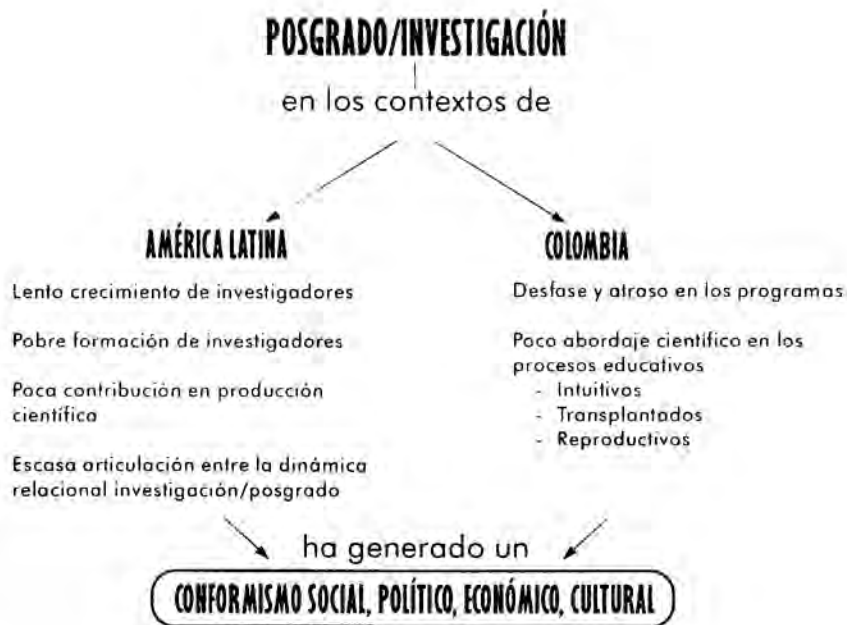 POSGRADO/INVESTIGACIÓN
en los contextos de
AMÉRICA LATINA
Lento crecimiento de investigadores
Pobre formación de investigadores
Poca contribución en producción
científica
Escasa articulación entre la dinámica
relacional investigación/posgrado
COLOMBIA
Desfase y atraso en los programas
Poco abordaje científico en los
procesos educativos
- Intuitivos
- Transplantados
- Reproductivos
ha generado un
CONFORMISMO SOCIAL, POLÍTICO, ECONÓMICO, CULTURAL